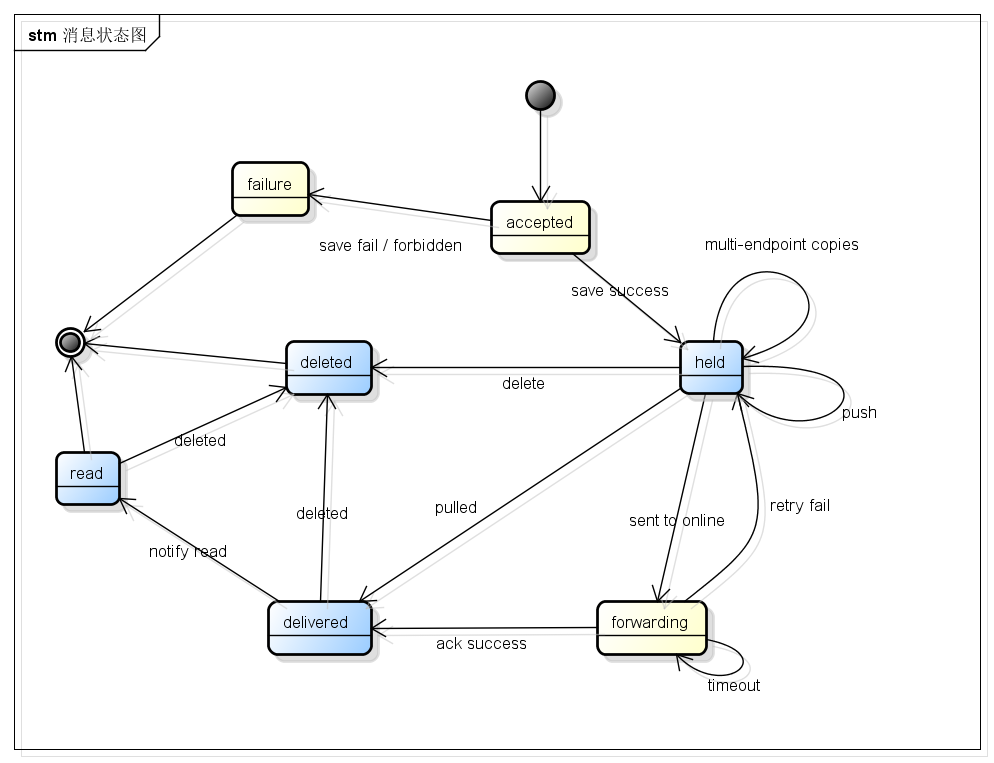 stm 消息状态图
failure
accepted
save fail / forbidden
multi-endpoint copies
save success
deleted
held
delete
push
deleted
read
pulled
deleted
retry fail
sent to online
notify read
delivered
forwarding
ack success
timeout